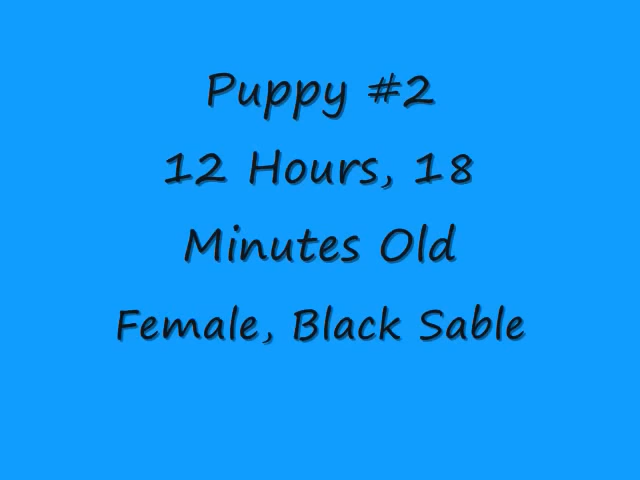 Puppy #2
12 Hours, 18
Minutes Old
Female, Black Sable